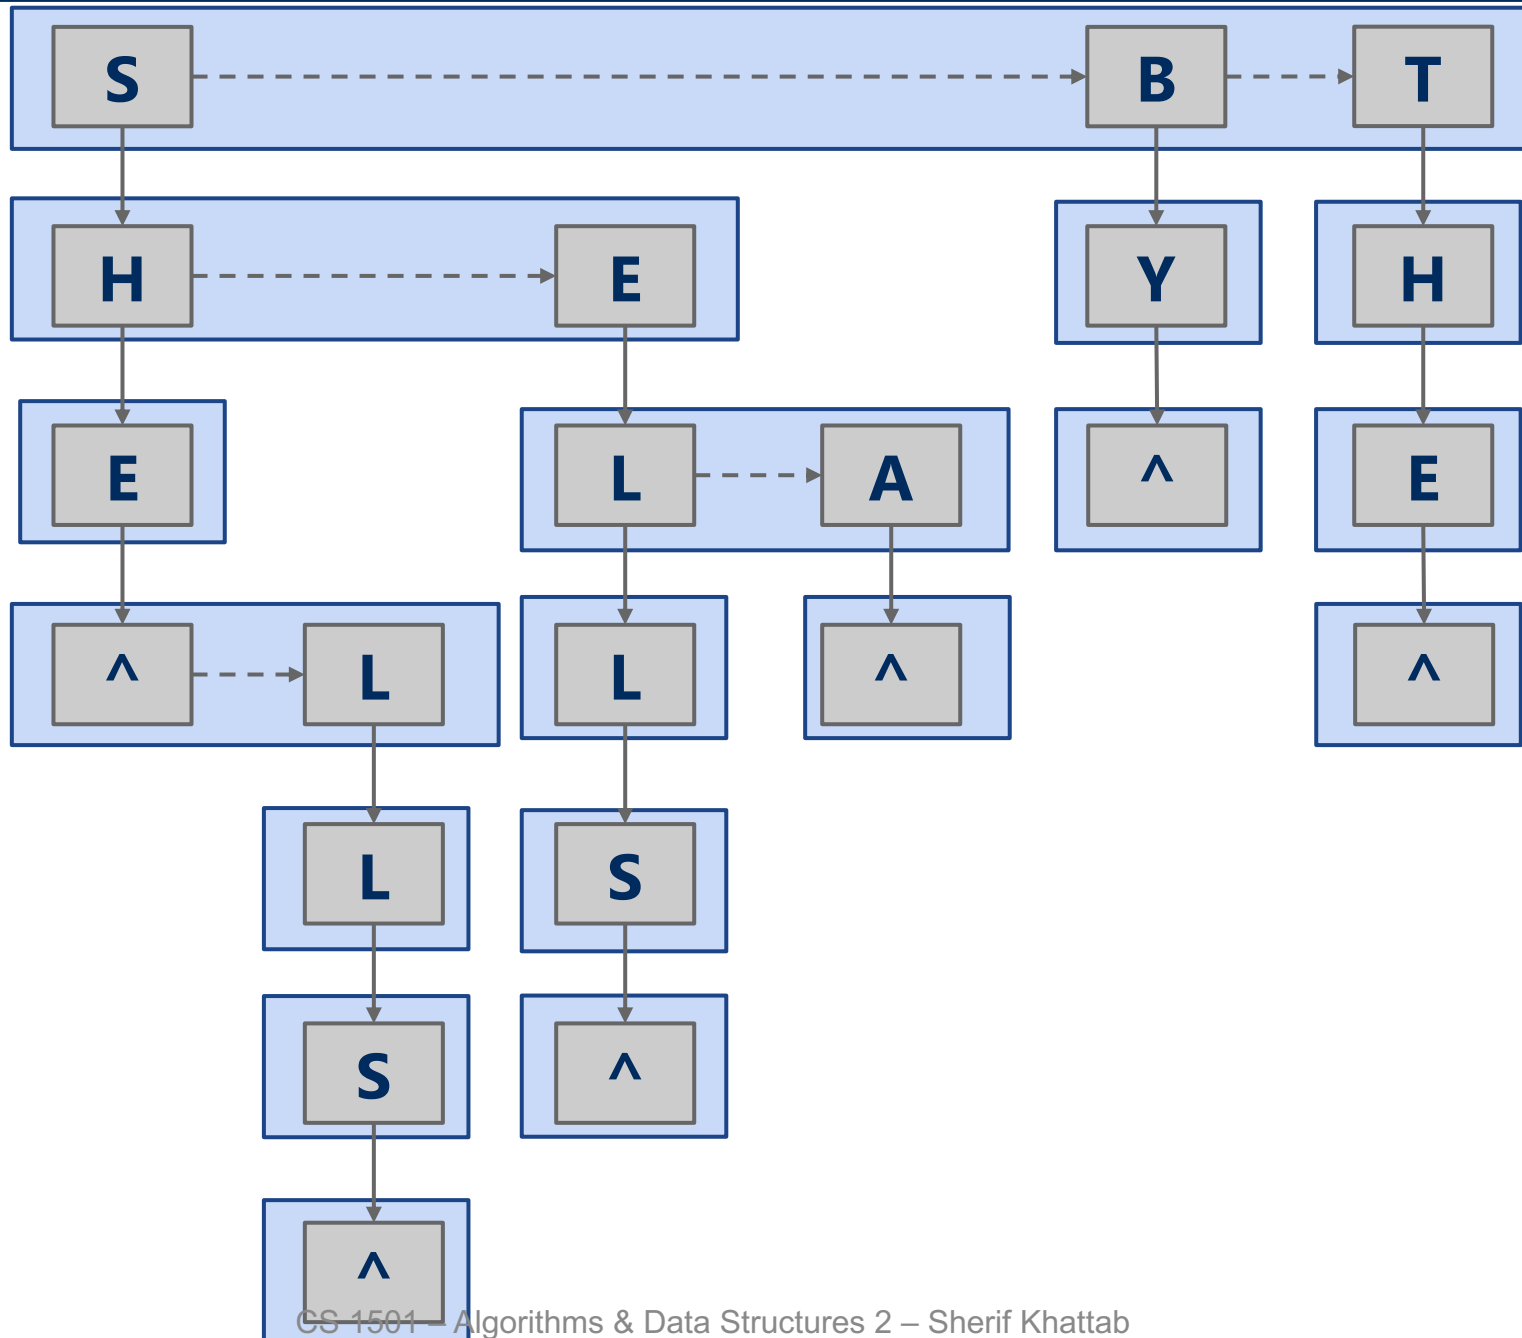 S B T
H E Y H
E L A ^ E
^ L L ^ ^
L S
S ^
^
CS 1501 – Algorithms & Data Structures 2 – Sherif Khattab